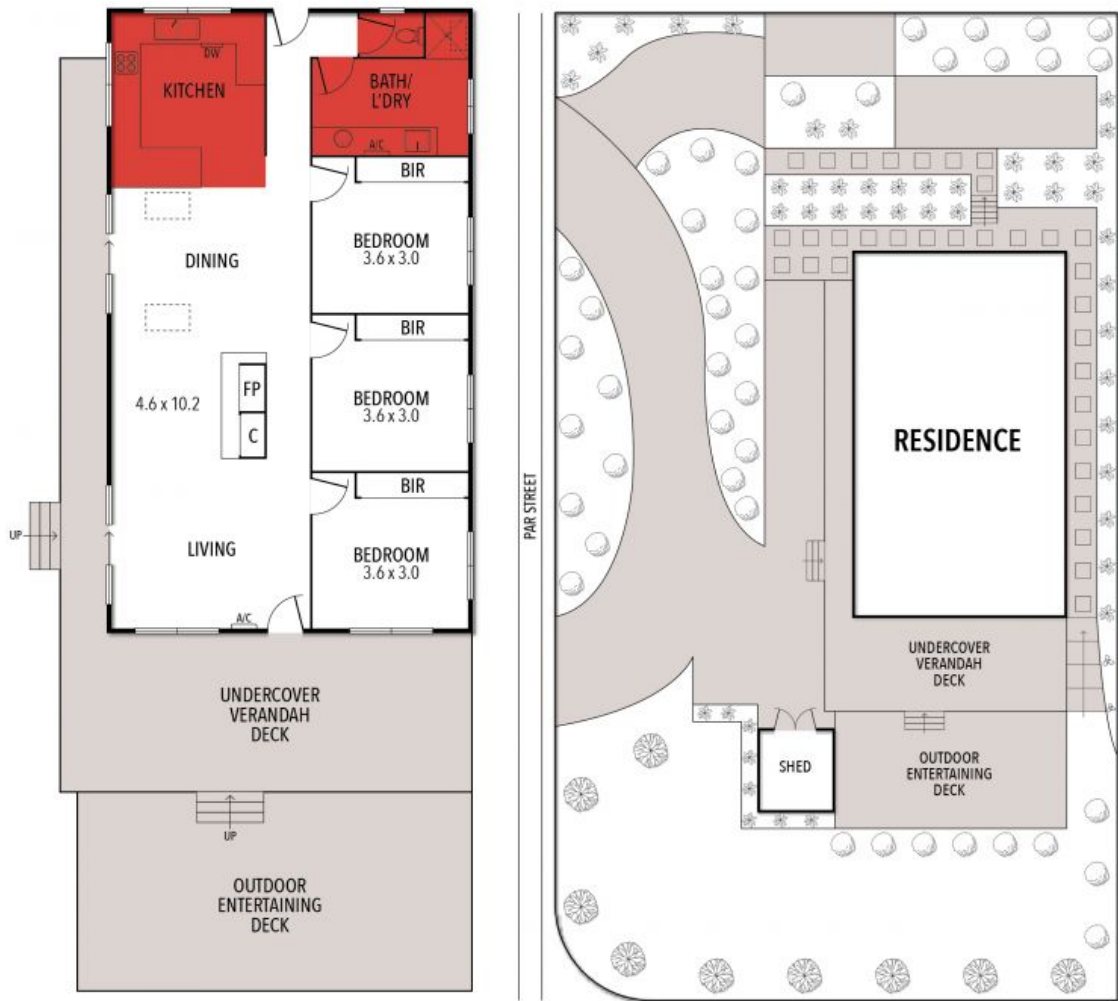 DW
KITCHEN
BATH/
L'DRY
A/C
BIR
BEDROOM
3.6 x 3.0
DINING
BIR
BEDROOM
3.6 x 3.0
4.6 x 10.2
FP
C
BIR
BEDROOM
3.6 x 3.0
UP
LIVING
A/C
UNDERCOVER
VERANDAH
DECK
UP
OUTDOOR
ENTERTAINING
DECK
PAR STREET
RESIDENCE
UNDERCOVER
VERANDAH
DECK
SHED
OUTDOOR
ENTERTAINING
DECK